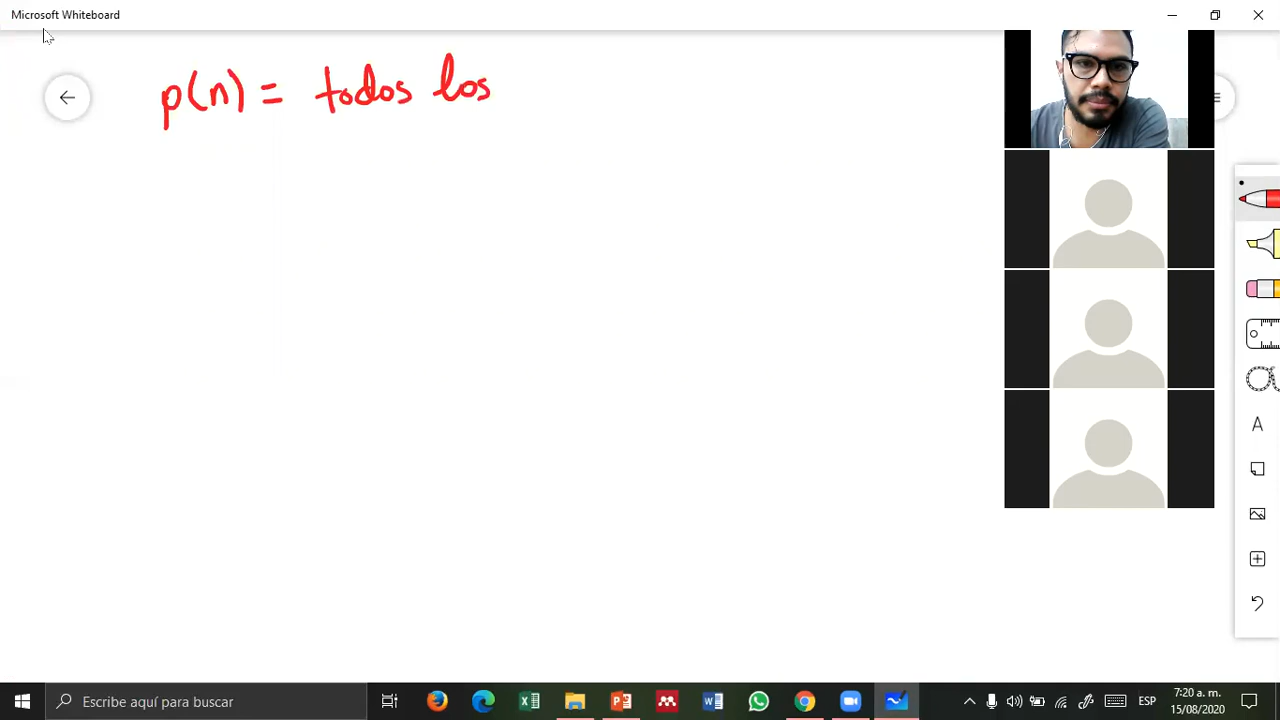 Microsoft Whiteboard
p(n) = todos los
A
Escribe aquí para buscar
ESP
7:20 a. m.
15/08/2020